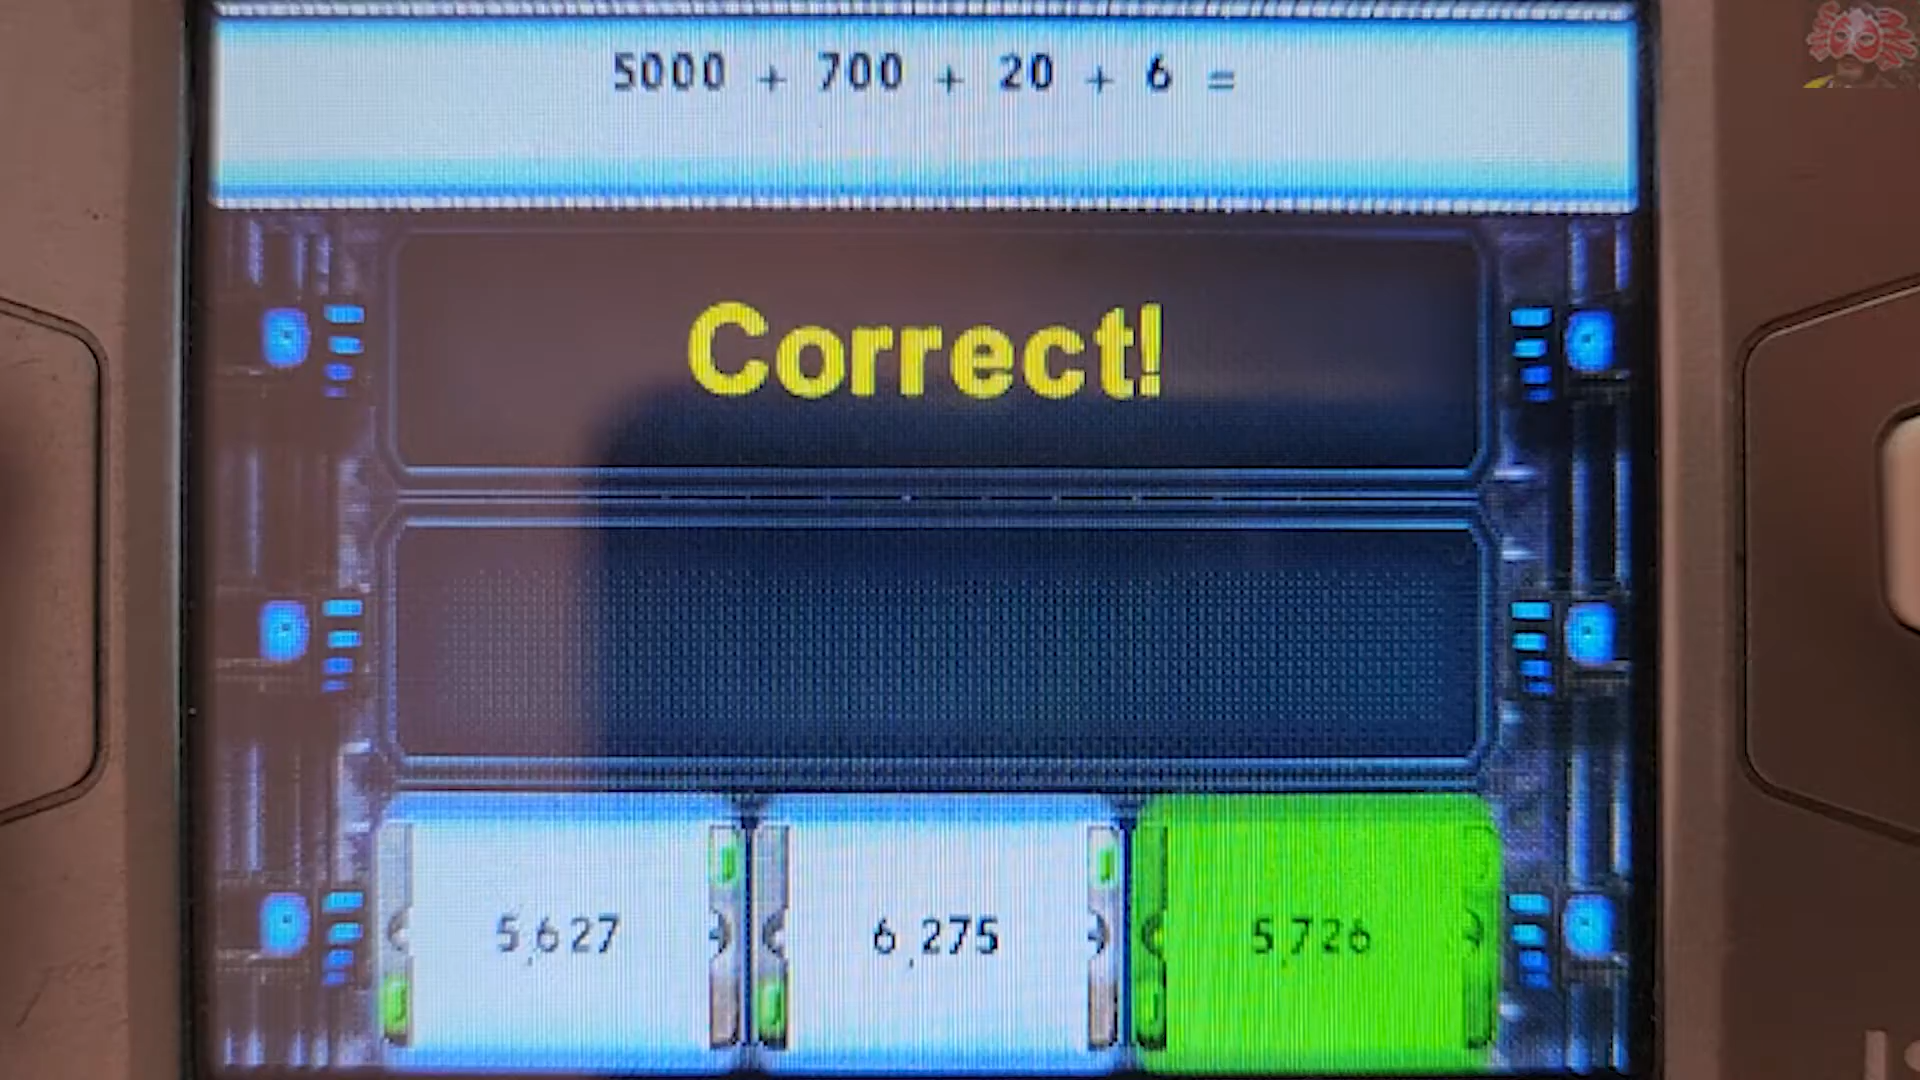 5000 + 700 + 20 + 6 =
Correct!
5,627
6,275
5,726